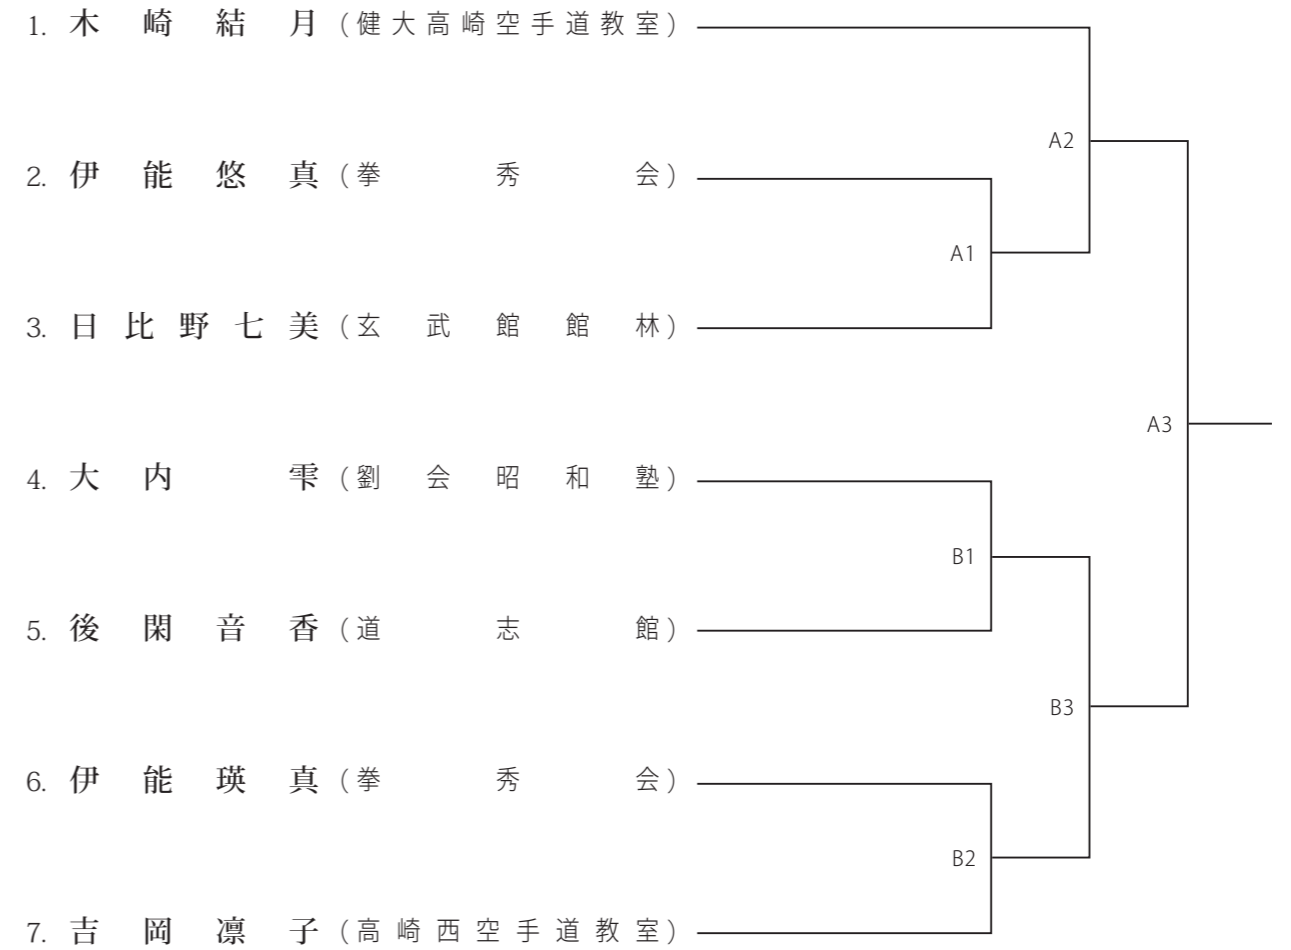 1. 木崎結月(健大高崎空手道教室)
A2
2. 伊能悠真(拳秀会)
A1
3. 日比野七美(玄武館館林)
A3
4. 大内雫(劉会昭和塾)
B1
5. 後閑音香(道志館)
B3
6. 伊能瑛真(拳秀会)
B2
7. 吉岡凛子(高崎西空手道教室)